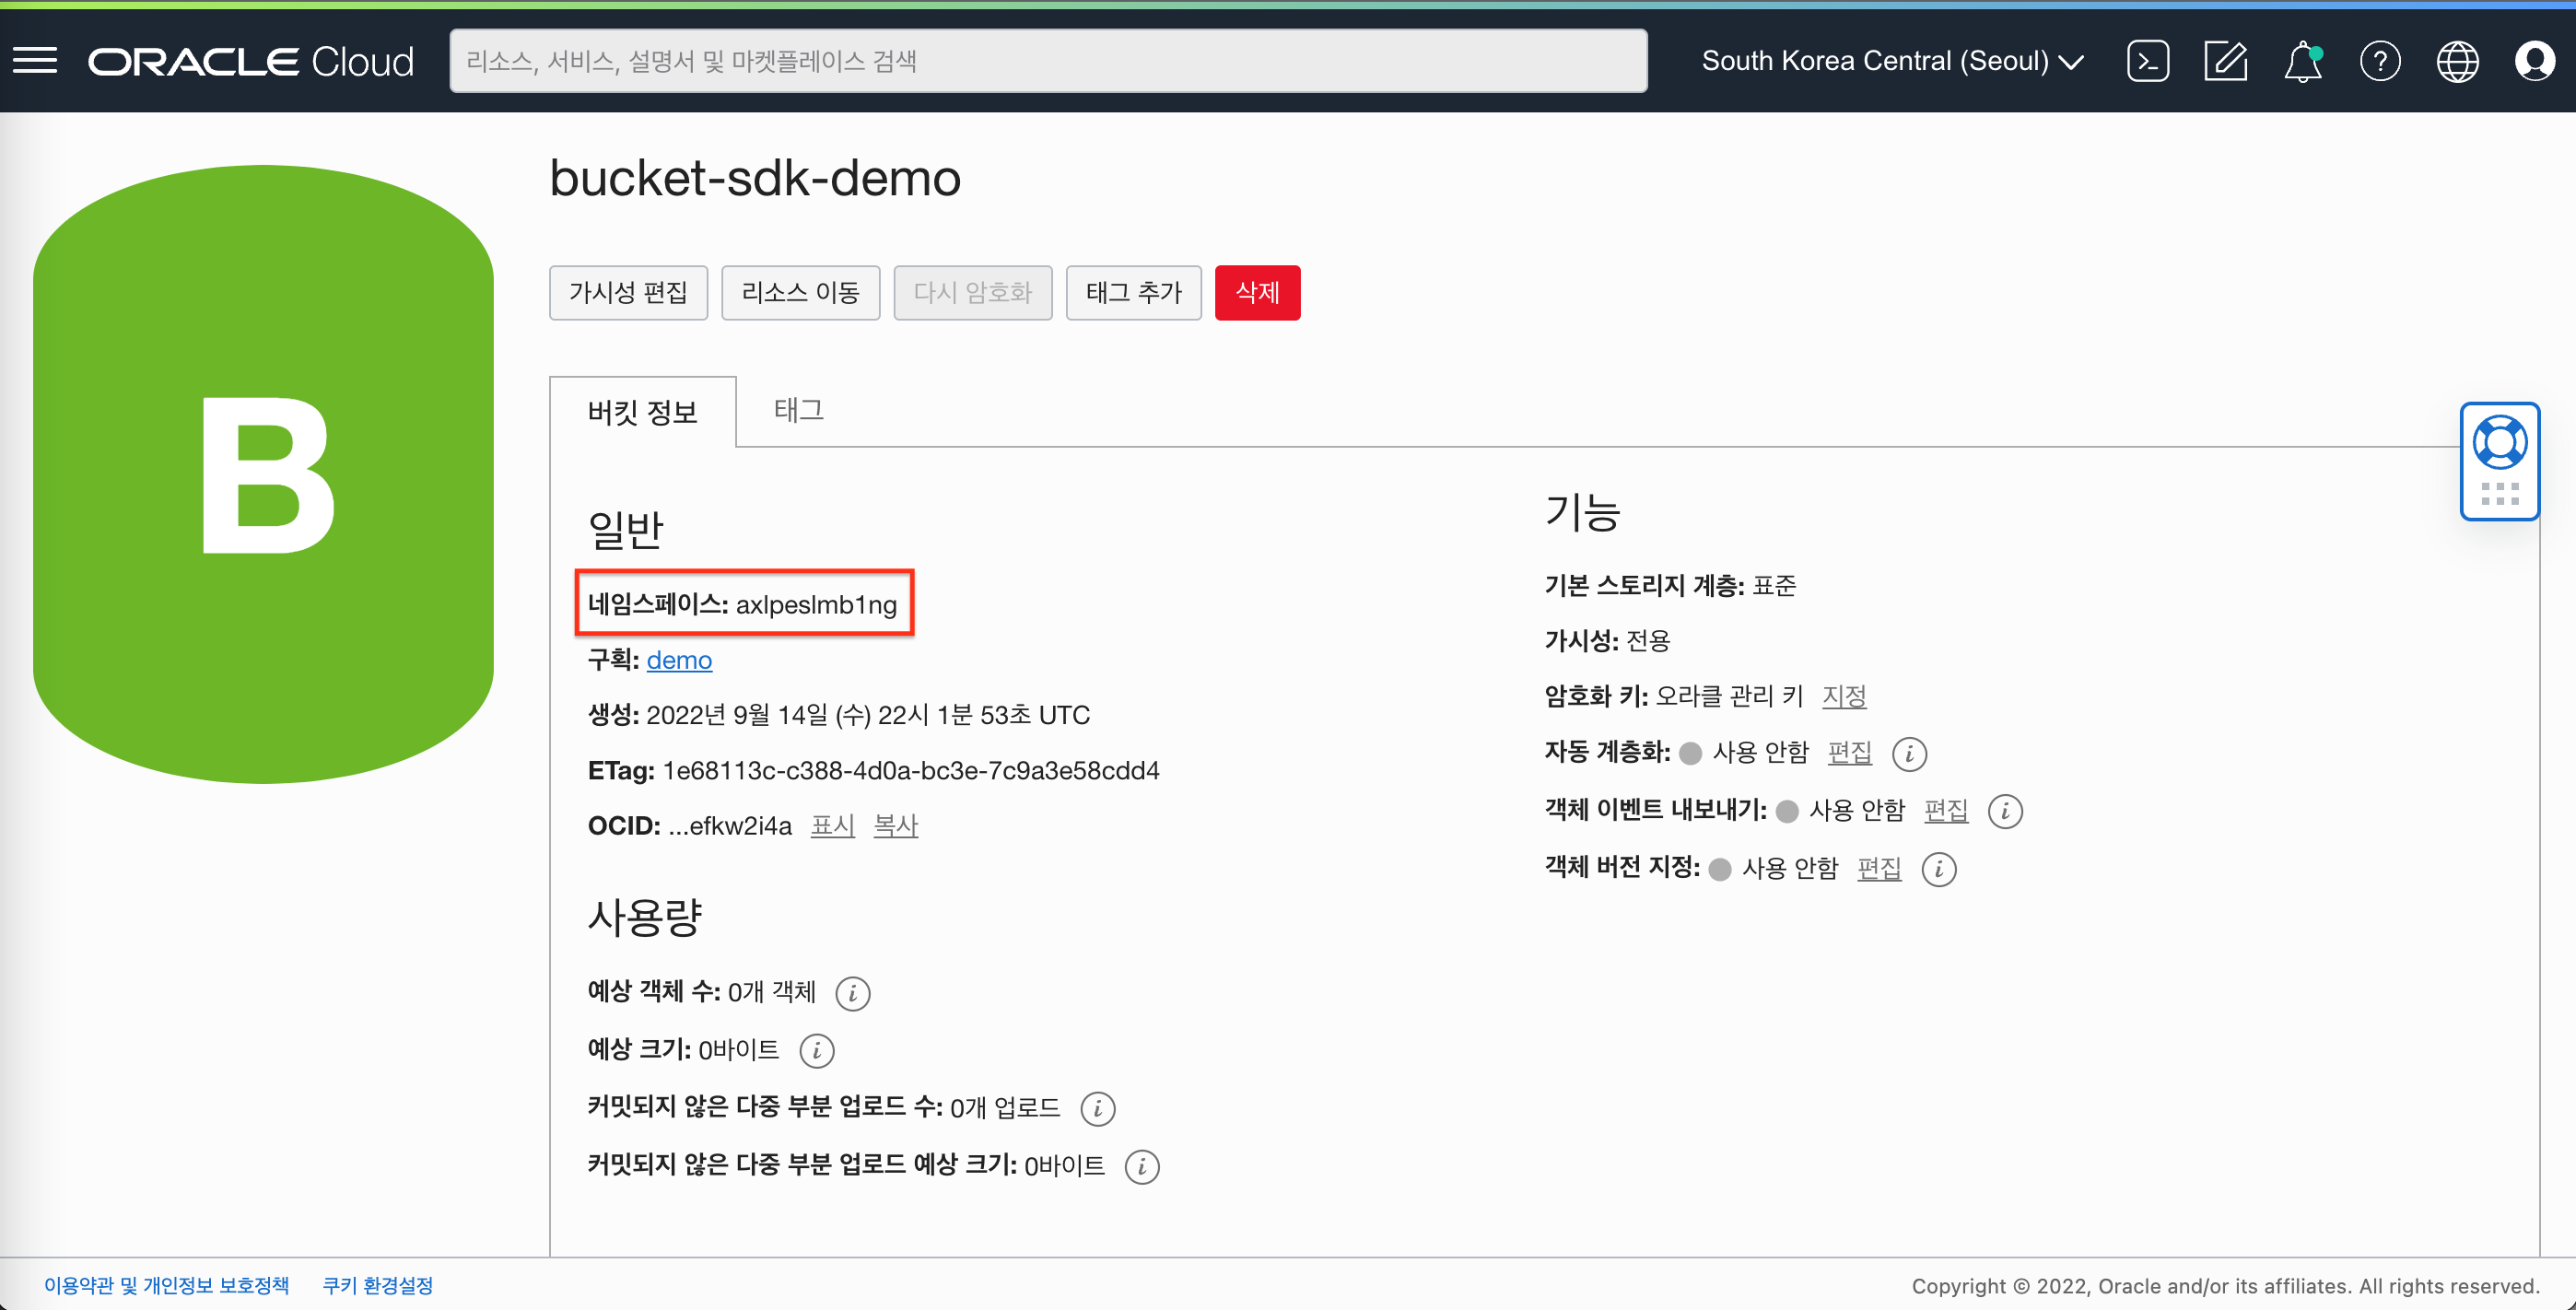 ORACLE Cloud
리소스, 서비스, 설명서 및 마켓플레이스 검색
South Korea Central (Seoul)
B
bucket-sdk-demo
가시성 편집
리소스 이동
다시 암호화
태그 추가
삭제
버킷 정보
태그
일반
네임스페이스: axlpeslmb1ng
구획: demo
생성: 2022년 9월 14일 (수) 22시 1분 53초 UTC
ETag: 1e68113c-c388-4d0a-bc3e-7c9a3e58cdd4
OCID: ...efkw2i4a 표시 복사
사용량
예상 객체 수: 0개 객체
예상 크기: 0바이트
커밋되지 않은 다중 부분 업로드 수: 0개 업로드
커밋되지 않은 다중 부분 업로드 예상 크기: 0바이트
기능
기본 스토리지 계층: 표준
가시성: 전용
암호화 키: 오라클 관리 키 지정
자동 계층화: 사용 안함 편집
객체 이벤트 내보내기: 사용 안함 편집
객체 버전 지정: 사용 안함 편집
이용약관 및 개인정보 보호정책
쿠키 환경설정
Copyright © 2022, Oracle and/or its affiliates. All rights reserved.